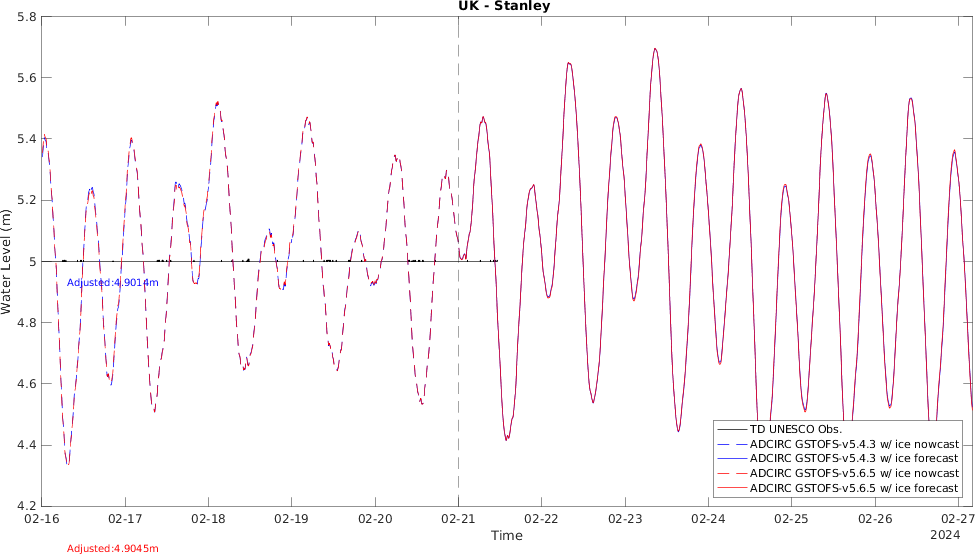 UK - Stanley
5.8
5.6
5.4
5.2
5
4.8
4.6
4.4
4.2
Water Level (m)
Adjusted:4.9014m
TD UNESCO Obs.
ADCIRC GSTOFS-v5.4.3 w/ ice nowcast
ADCIRC GSTOFS-v5.4.3 w/ ice forecast
ADCIRC GSTOFS-v5.6.5 w/ ice nowcast
ADCIRC GSTOFS-v5.6.5 w/ ice forecast
02-16 02-17 02-18 02-19 02-20 02-21 02-22 02-23 02-24 02-25 02-26 02-27
Time
2024
Adjusted:4.9045m